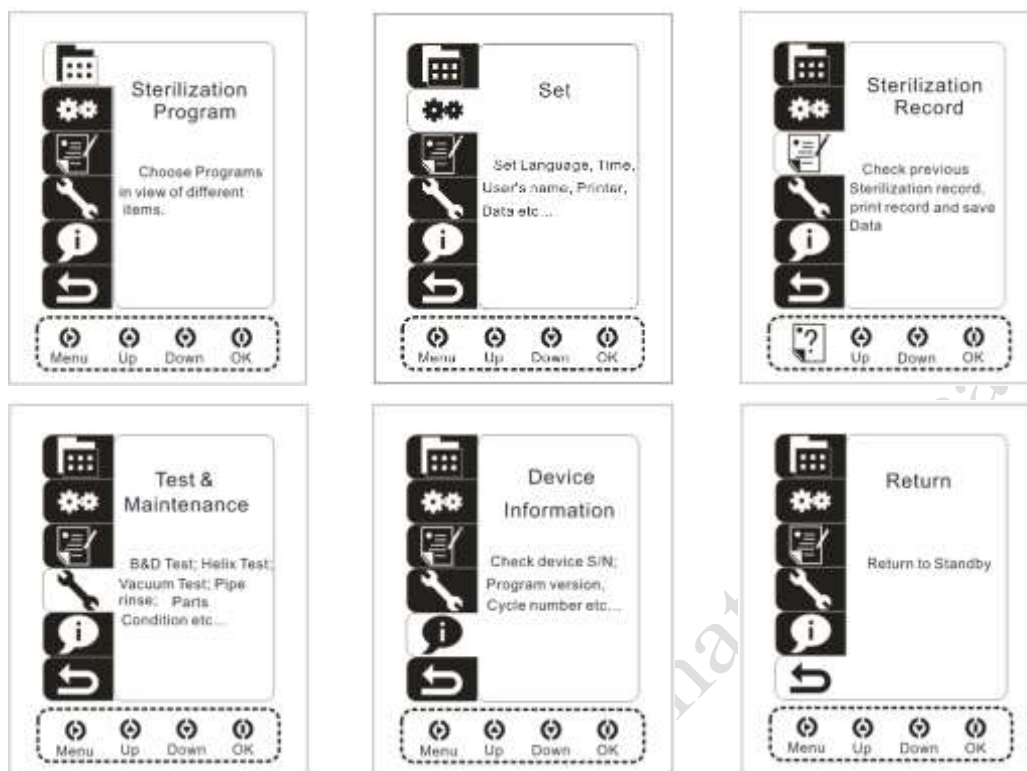 Sterilization
Program
Choose Programs
in view of different
items.
Menu Up Down OK
Set
Set Language, Time,
User's name, Printer,
Data etc...
Menu Up Down OK
Sterilization
Record
Check previous
Sterilization record,
print record and save
Data
?
Up Down OK
Test &
Maintenance
B&D Test; Helix Test;
Vacuum Test; Pipe
rinse; Parts
Condition etc...
Menu Up Down OK
Device
Information
Check device S/N;
Program version,
Cycle number etc...
Menu Up Down OK
Return
Return to Standby
Menu Up Down OK